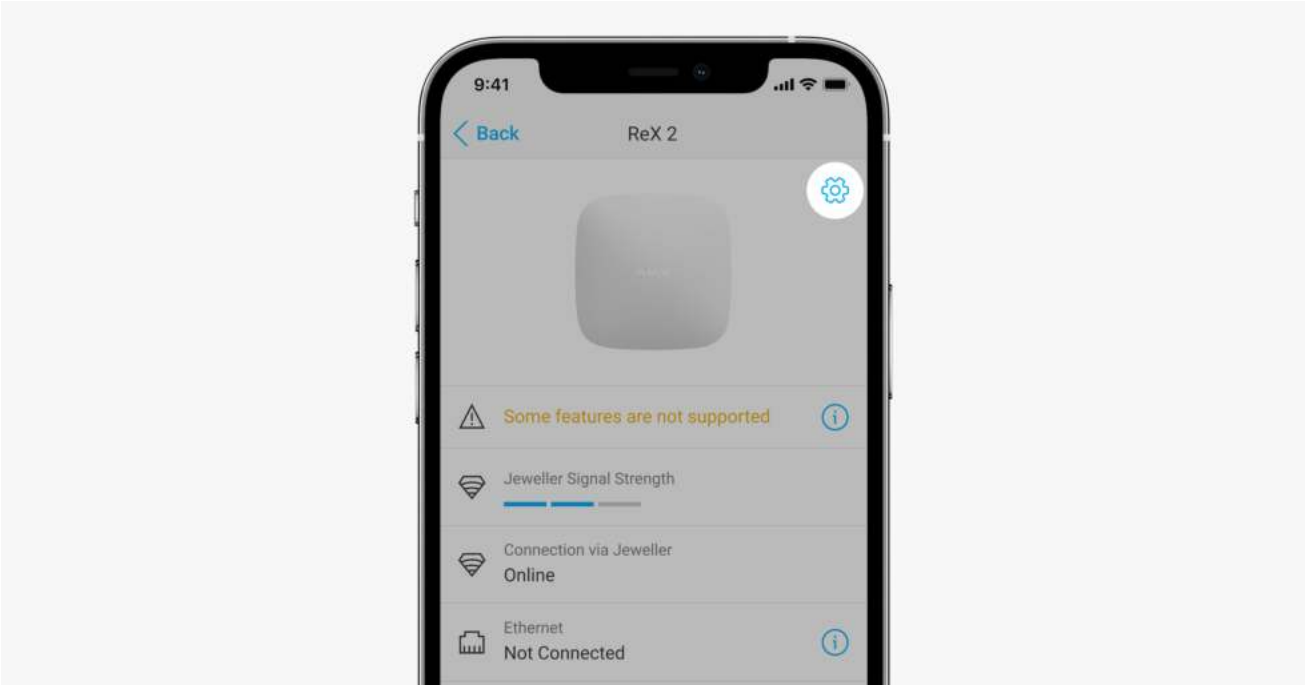 9:41
Back
ReX 2
Some features are not supported
Jeweller Signal Strength
Connection via Jeweller
Online
Ethernet
Not Connected